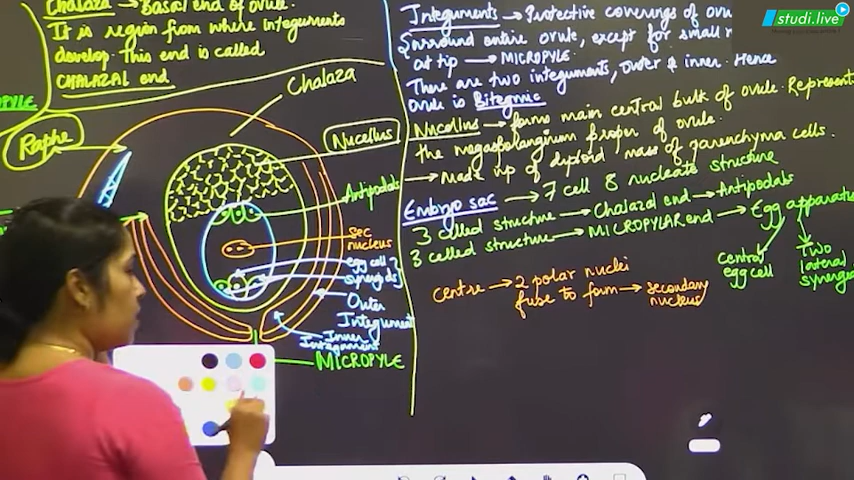 Chalaza → Basal end of ovule.
It is region from where Integuments
develop. This end is called
CHALAZAL end
PYLE
Raphe
Chalaza
Nucellus
Antipodals
Sec
nucleus
egg cell 2
synergids
Outer
Integument
Inner
Integument
MICROPYLE
Integuments → Protective coverings of ovu
Surround entire ovule, except for small
at tip → MICROPYLE.
There are two integuments, outer & inner. Hence
Ovule is Bitegmic
Nucellus → forms main central bulk of ovule. Represent
the megasporangium proper of ovule.
→ Made up of diploid mass of parenchyma cells.
Embryo sac → 7 cell 8 nucleate structure
3 celled structure → Chalazal end → Antipodals
3 celled structure → MICROPYLAR end → Egg apparatus
central
egg cell
Two
lateral
synergi
centre → 2 polar nuclei
fuse to form → secondary
nucleus
studi.live